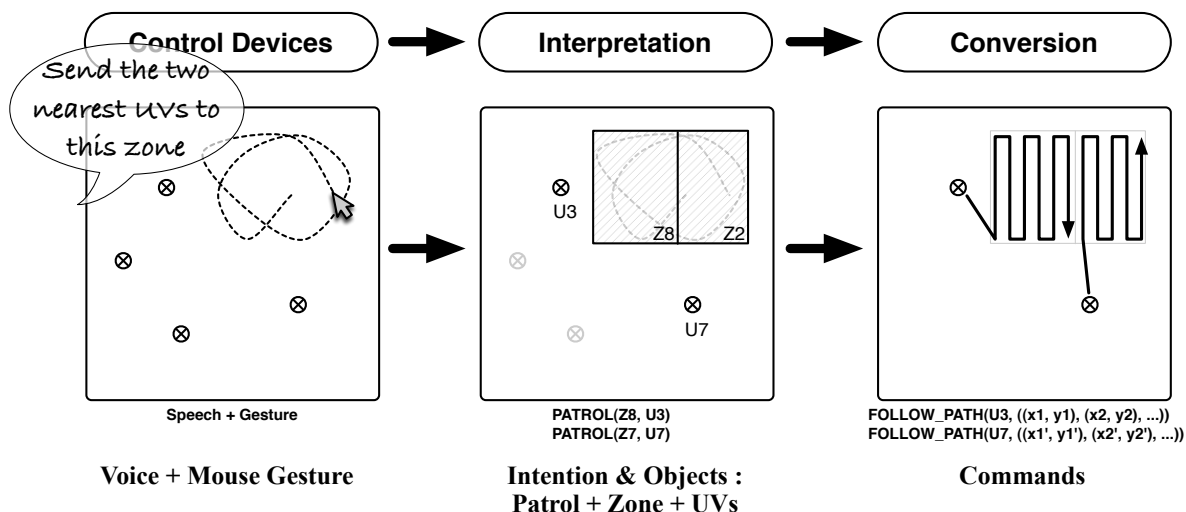 Control Devices
Interpretation
Conversion
Send the two
nearest UVs to
this zone
U3
Z8
Z2
U7
Speech + Gesture
PATROL(Z8, U3)
PATROL(Z7, U7)
FOLLOW_PATH(U3, ((x1, y1), (x2, y2), ...))
FOLLOW_PATH(U7, ((x1', y1'), (x2', y2'), ...))
Voice + Mouse Gesture
Intention & Objects :
Patrol + Zone + UVs
Commands